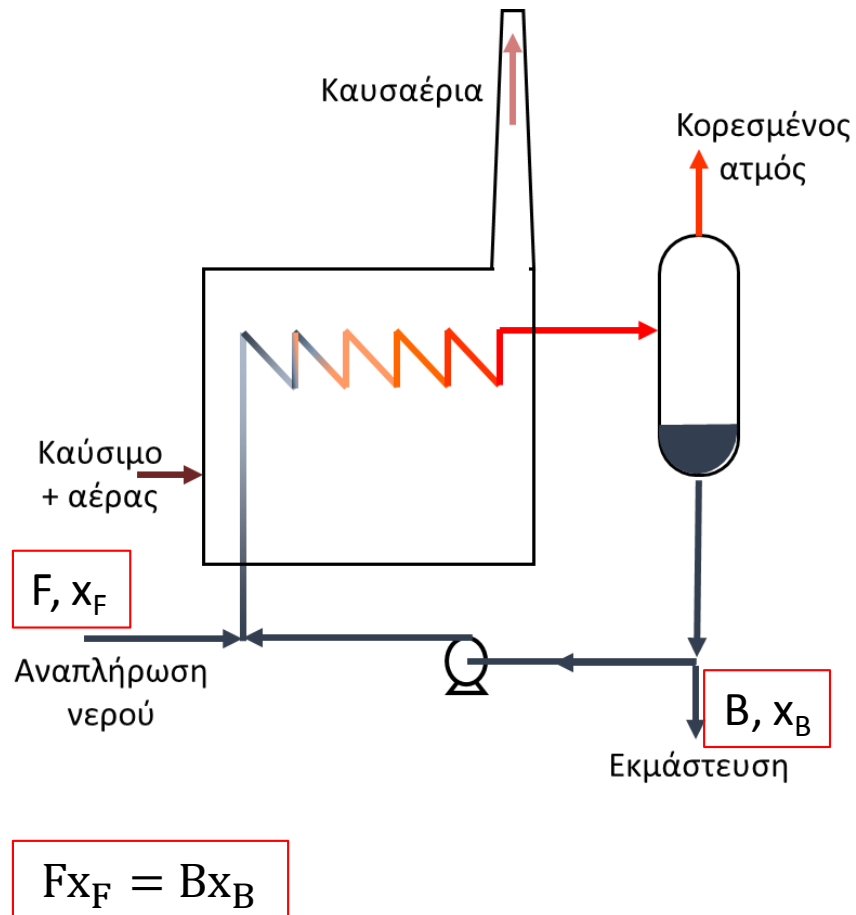 Καυσαέρια
Κορεσμένος
ατμός
Καύσιμο
+ αέρας
F, x_F
Αναπλήρωση
νερού
B, x_B
Εκμάστευση
Fx_F = Bx_B